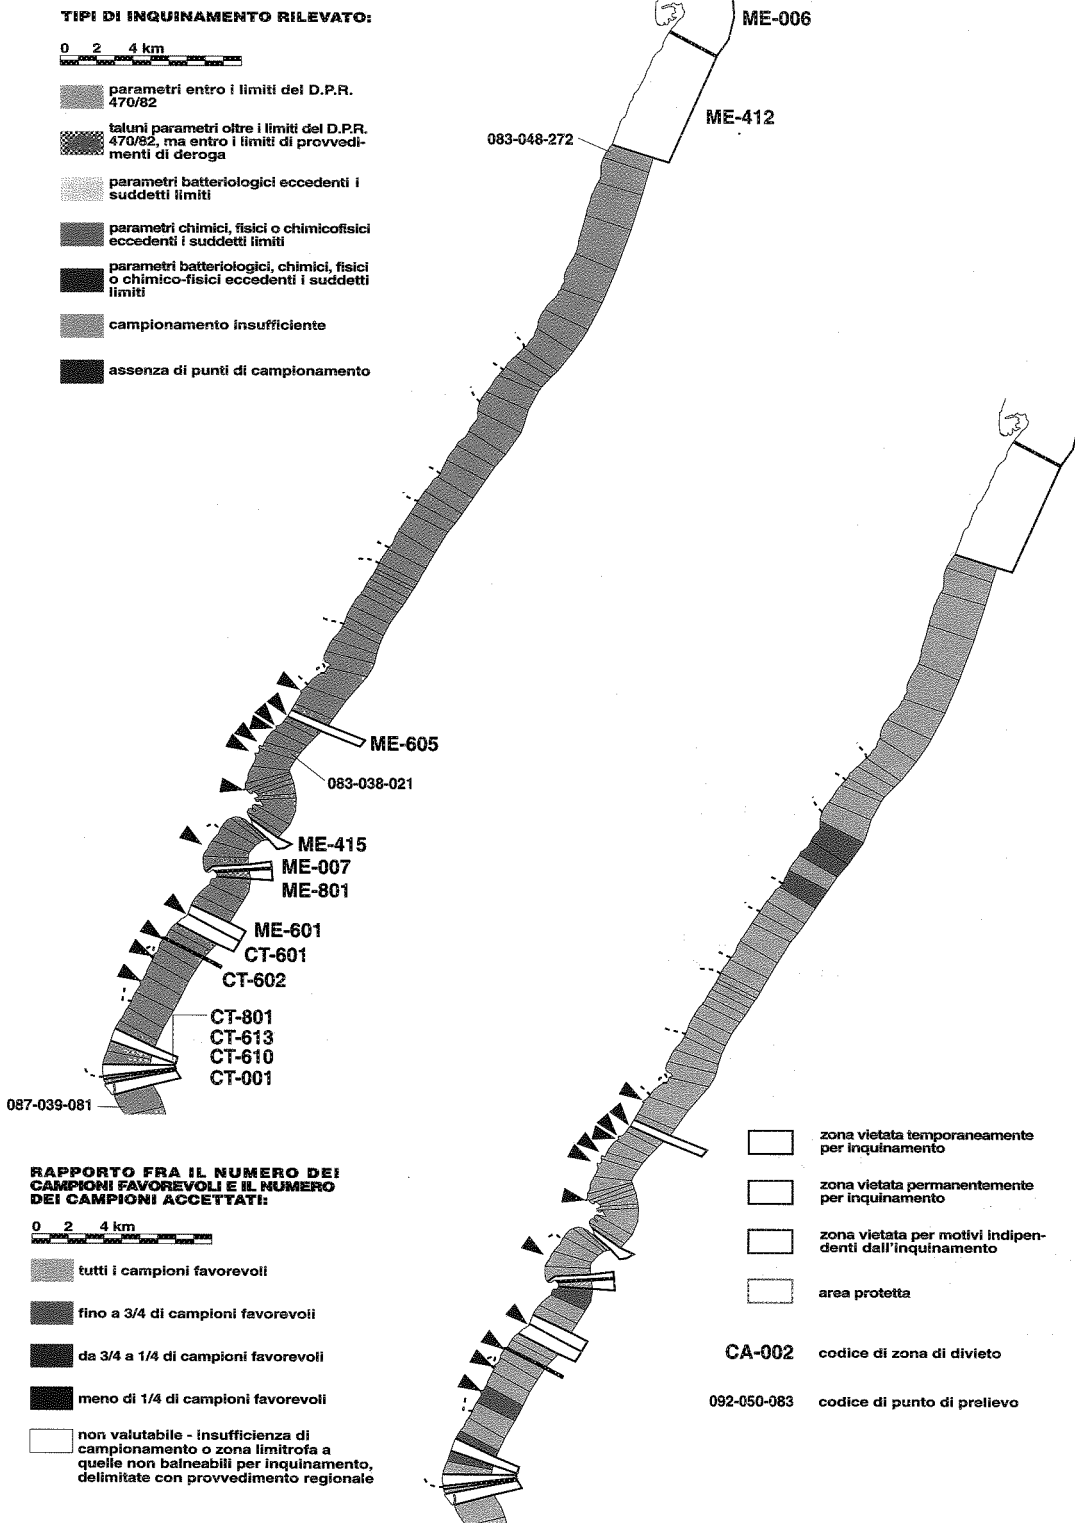 TIPI DI INQUINAMENTO RILEVATO:
0 2 4 km
parametri entro i limiti del D.P.R.
470/82
taluni parametri oltre i limiti del D.P.R.
470/82, ma entro i limiti di provvedi-
menti di deroga
parametri batteriologici eccedenti i
suddetti limiti
parametri chimici, fisici o chimicofisici
eccedenti i suddetti limiti
parametri batteriologici, chimici, fisici
o chimico-fisici eccedenti i suddetti
limiti
campionamento insufficiente
assenza di punti di campionamento
ME-006
ME-412
083-048-272
ME-605
083-038-021
ME-415
ME-007
ME-801
ME-601
CT-601
CT-602
CT-801
CT-613
CT-610
CT-001
087-039-081
RAPPORTO FRA IL NUMERO DEI
CAMPIONI FAVOREVOLI E IL NUMERO
DEI CAMPIONI ACCETTATI:
0 2 4 km
tutti i campioni favorevoli
fino a 3/4 di campioni favorevoli
da 3/4 a 1/4 di campioni favorevoli
meno di 1/4 di campioni favorevoli
non valutabile - insufficienza di
campionamento o zona limitrofa a
quelle non balneabili per inquinamento,
delimitate con provvedimento regionale
zona vietata temporaneamente
per inquinamento
zona vietata permanentemente
per inquinamento
zona vietata per motivi indipen-
denti dall'inquinamento
area protetta
CA-002 codice di zona di divieto
092-050-083 codice di punto di prelievo